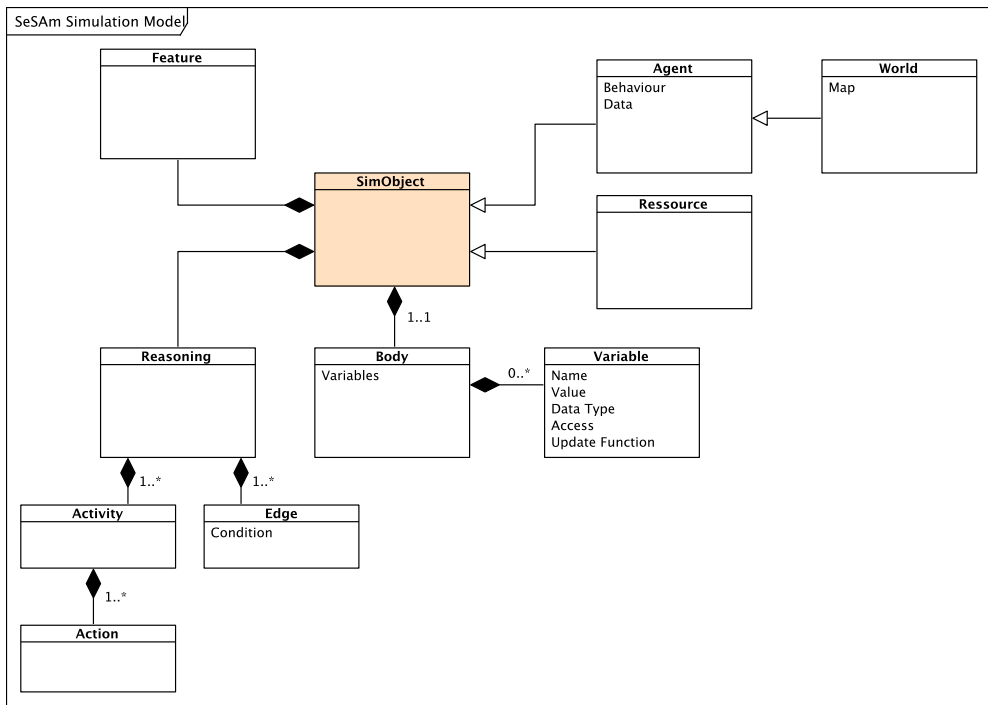 SeSAm Simulation Model
Feature
Agent
Behaviour
Data
World
Map
SimObject
Ressource
1..1
Reasoning
Body
Variables
0..*
Variable
Name
Value
Data Type
Access
Update Function
1..*
1..*
Activity
Edge
Condition
1..*
Action